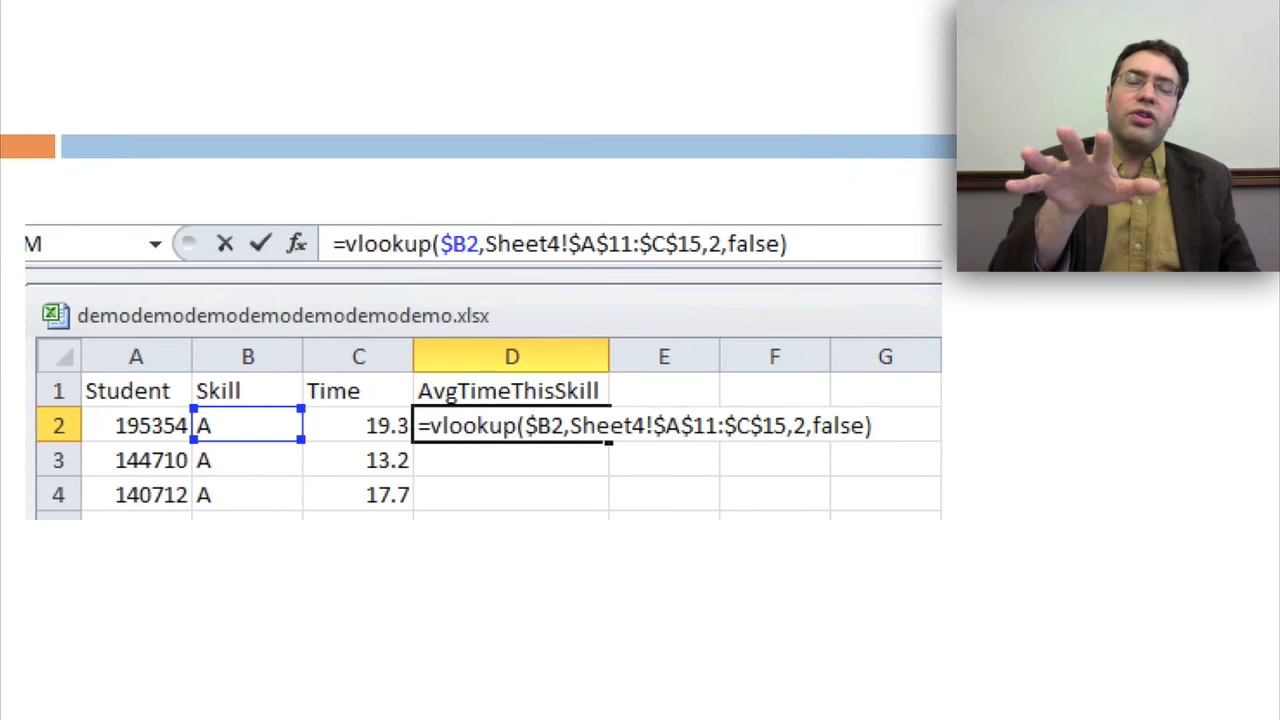 M =vlookup($B2,Sheet4!$A$11:$C$15,2,false)
demodemodemodemodemodemodemo.xlsx
A B C D E F G
1 Student Skill Time AvgTimeThisSkill
2 195354 A 19.3 =vlookup($B2,Sheet4!$A$11:$C$15,2,false)
3 144710 A 13.2
4 140712 A 17.7